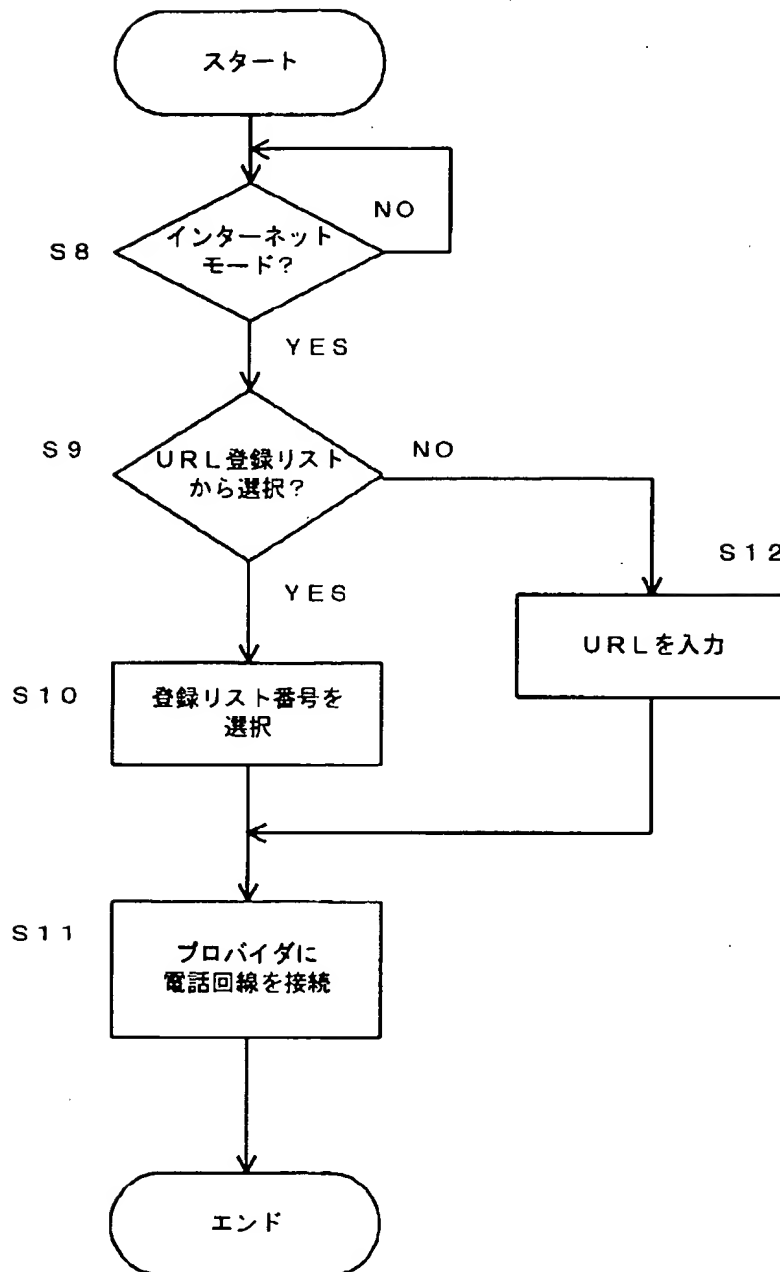 スタート
NO
S8
インターネット
モード?
YES
S9
URL登録リスト
から選択?
NO
S12
YES
URLを入力
S10
登録リスト番号を
選択
S11
プロバイダに
電話回線を接続
エンド